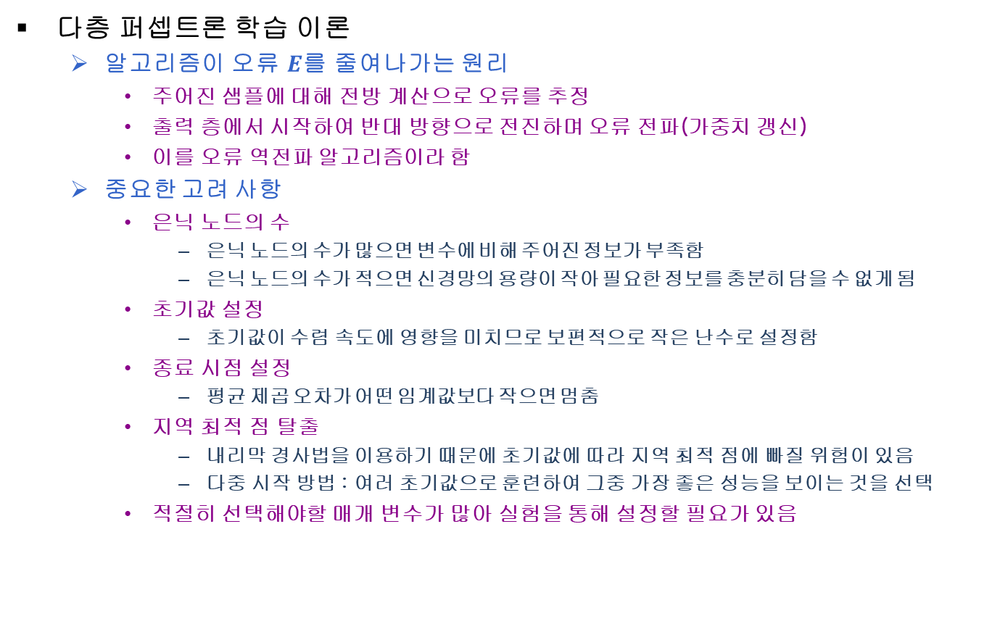 ▪ 다층 퍼셉트론 학습 이론
➢ 알고리즘이 오류 E를 줄여나가는 원리
• 주어진 샘플에 대해 전방 계산으로 오류를 추정
• 출력 층에서 시작하여 반대 방향으로 전진하며 오류 전파(가중치 갱신)
• 이를 오류 역전파 알고리즘이라 함
➢ 중요한 고려 사항
• 은닉 노드의 수
– 은닉 노드의 수가 많으면 변수에 비해 주어진 정보가 부족함
– 은닉 노드의 수가 적으면 신경망의 용량이 작아 필요한 정보를 충분히 담을 수 없게 됨
• 초기값 설정
– 초기값이 수렴 속도에 영향을 미치므로 보편적으로 작은 난수로 설정함
• 종료 시점 설정
– 평균 제곱 오차가 어떤 임계값보다 작으면 멈춤
• 지역 최적 점 탈출
– 내리막 경사법을 이용하기 때문에 초기값에 따라 지역 최적 점에 빠질 위험이 있음
– 다중 시작 방법 : 여러 초기값으로 훈련하여 그중 가장 좋은 성능을 보이는 것을 선택
• 적절히 선택해야할 매개 변수가 많아 실험을 통해 설정할 필요가 있음